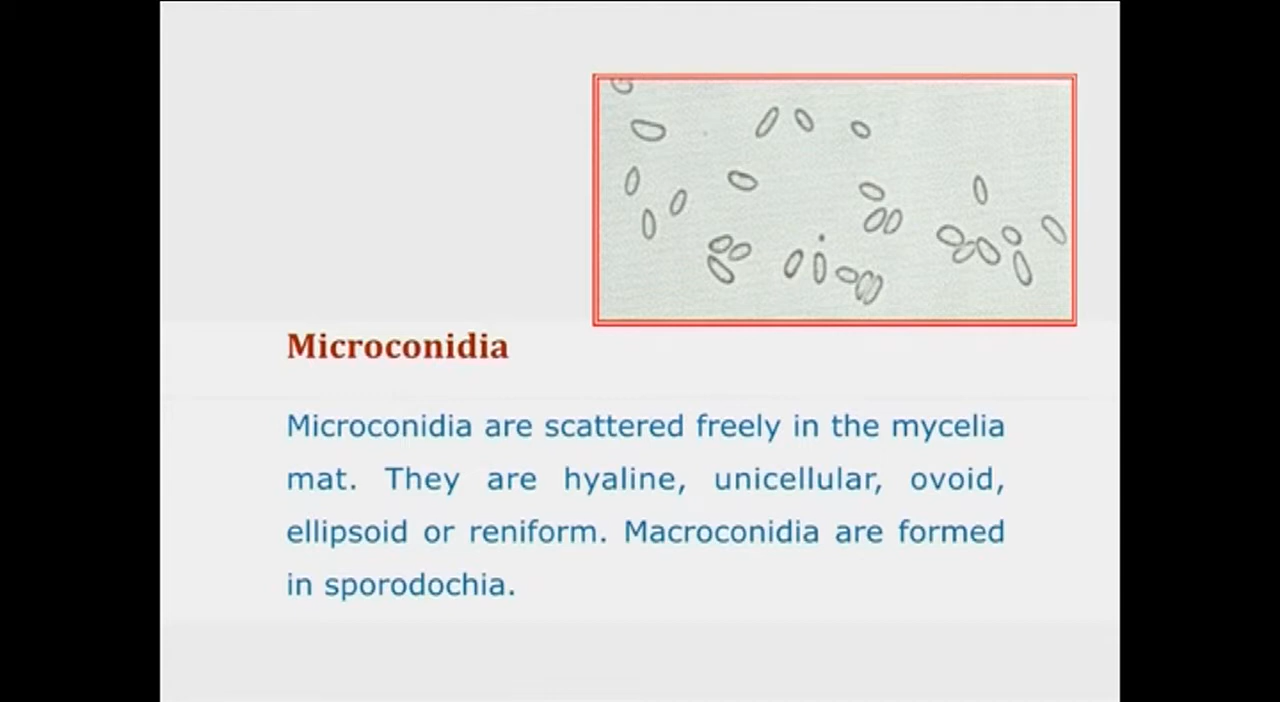 Microconidia
Microconidia are scattered freely in the mycelia
mat. They are hyaline, unicellular, ovoid,
ellipsoid or reniform. Macroconidia are formed
in sporodochia.